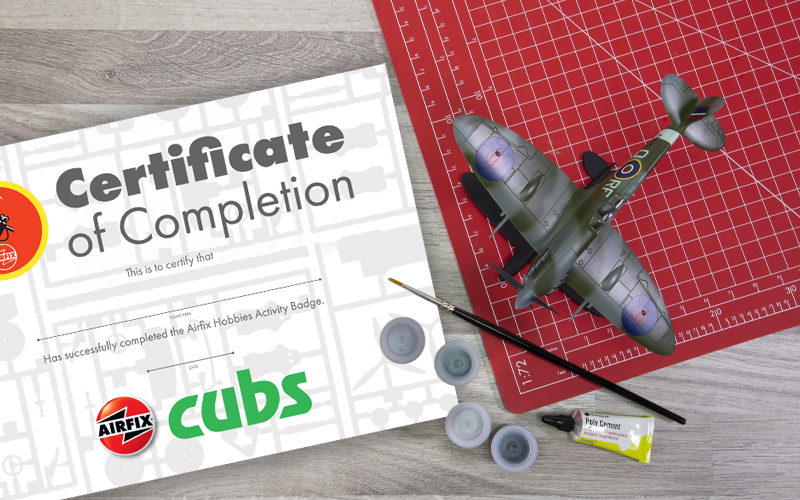 Certificate
of Completion
This is to certify that
Has successfully completed the Airfix Hobbies Activity Badge.
DATE
AIRFIX
cubs
1:72
Poly Cement